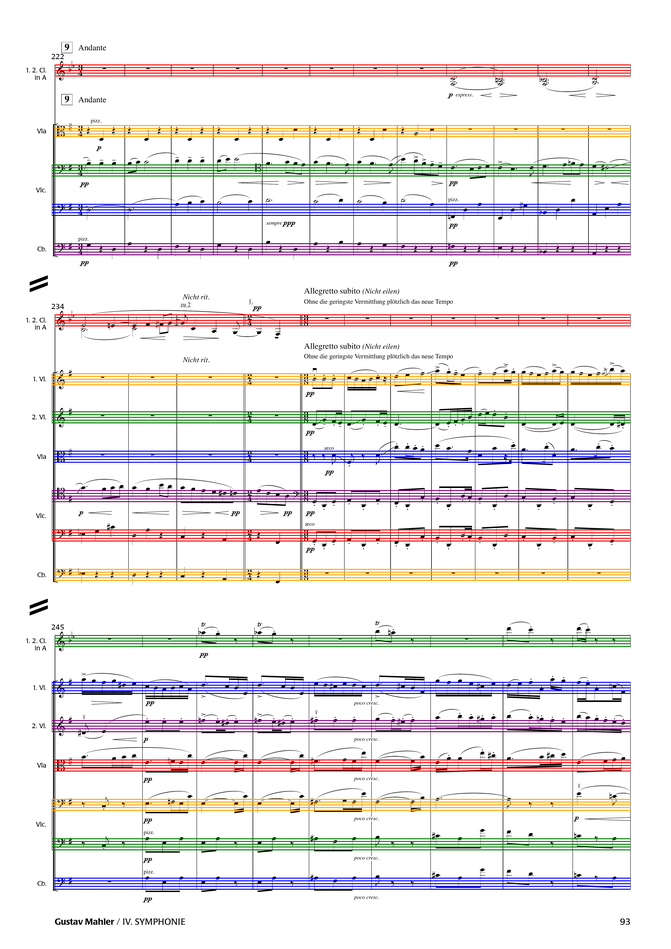 9 Andante
222
1. 2. Cl.
in A
p espress.
9 Andante
pizz.
Vla
p
Vlc.
pp
pp
sempre ppp
pizz.
pp
pizz.
Cb.
pp
pp
Allegretto subito (Nicht eilen)
Ohne die geringste Vermittlung plötzlich das neue Tempo
Nicht rit.
zu 2
1.
pp
234
1. 2. Cl.
in A
Allegretto subito (Nicht eilen)
Ohne die geringste Vermittlung plötzlich das neue Tempo
Nicht rit.
1. Vl.
pp
2. Vl.
pp
arco
Vla
pp
Vlc.
p
pp
pp
pp
arco
pp
Cb.
245
1. 2. Cl.
in A
tr
tr
tr
tr
pp
1. Vl.
pp
poco cresc.
2. Vl.
p
poco cresc.
Vla
pp
poco cresc.
Vlc.
pp
poco cresc.
p
pizz.
pp
poco cresc.
pizz.
Cb.
pp
poco cresc.
Gustav Mahler / IV. SYMPHONIE
93